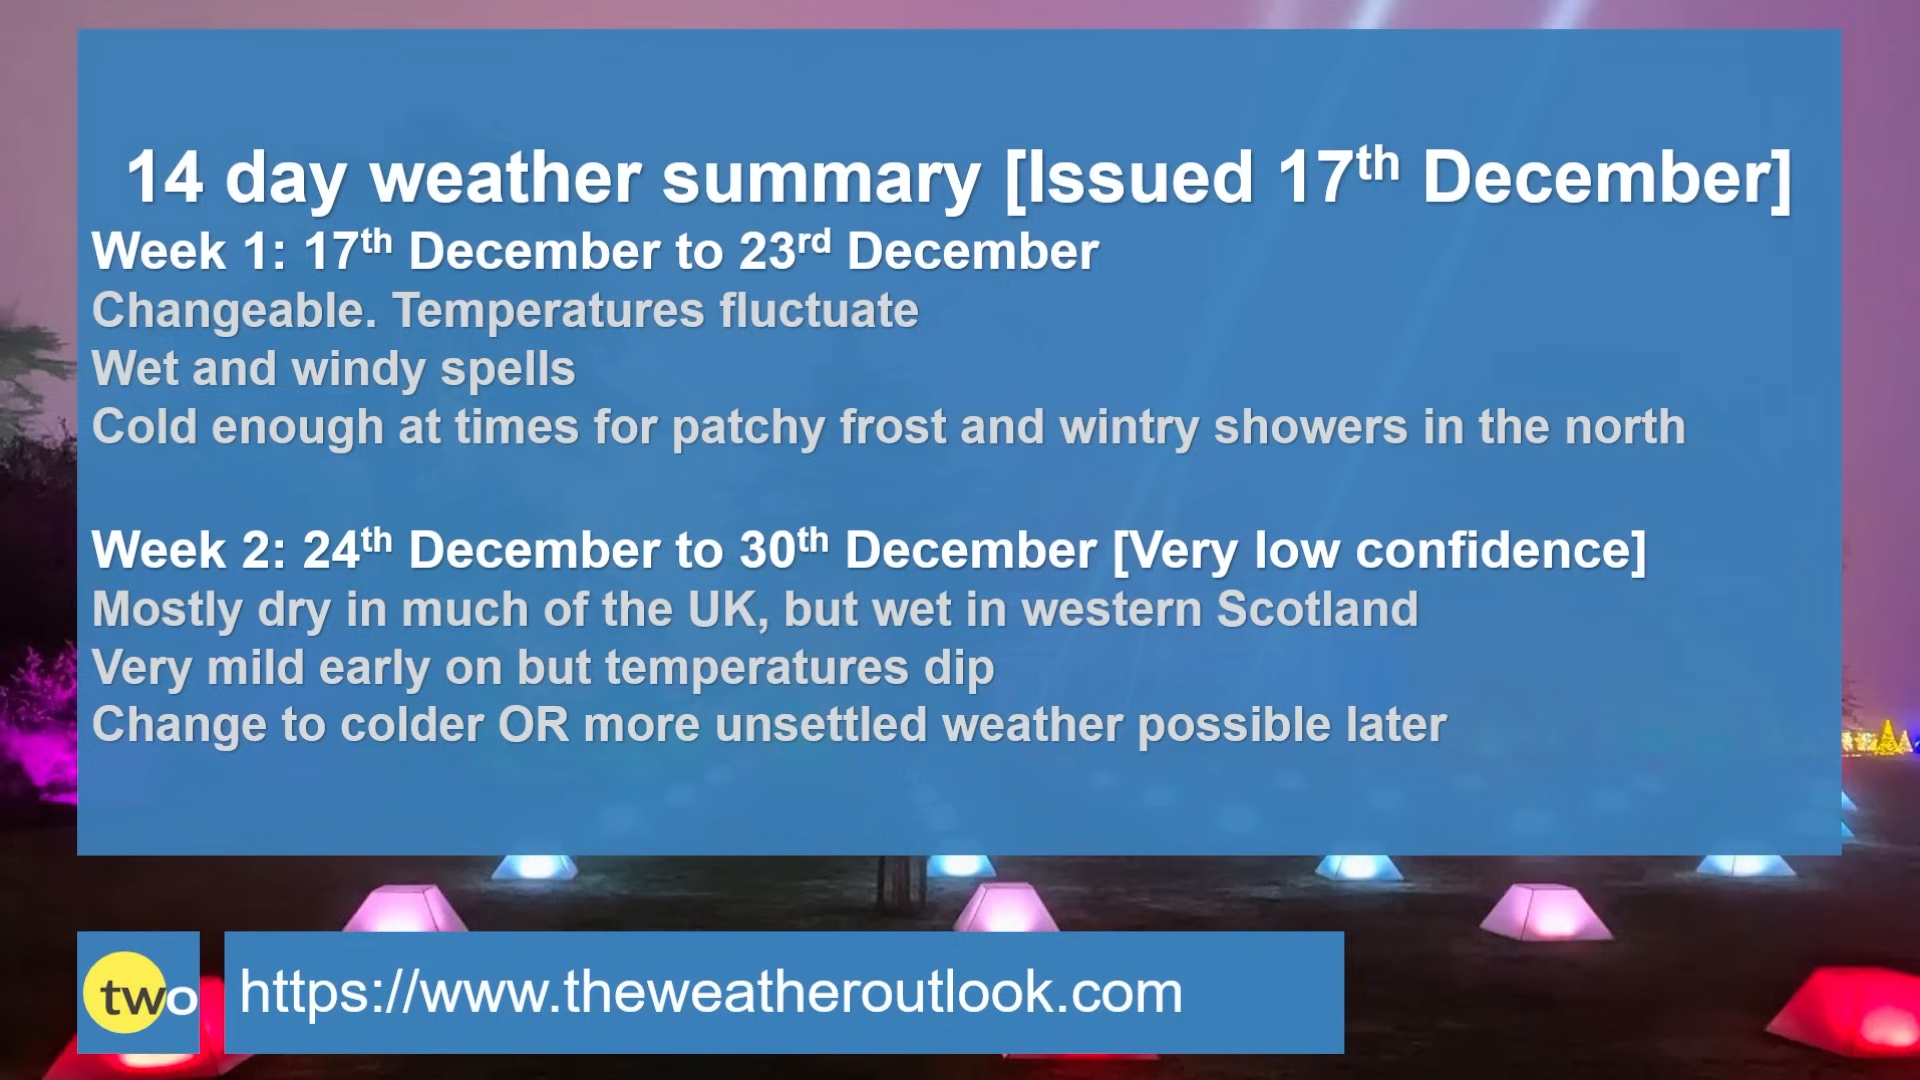 14 day weather summary [Issued 17th December]
Week 1: 17th December to 23rd December
Changeable. Temperatures fluctuate
Wet and windy spells
Cold enough at times for patchy frost and wintry showers in the north
Week 2: 24th December to 30th December [Very low confidence]
Mostly dry in much of the UK, but wet in western Scotland
Very mild early on but temperatures dip
Change to colder OR more unsettled weather possible later
two
https://www.theweatheroutlook.com